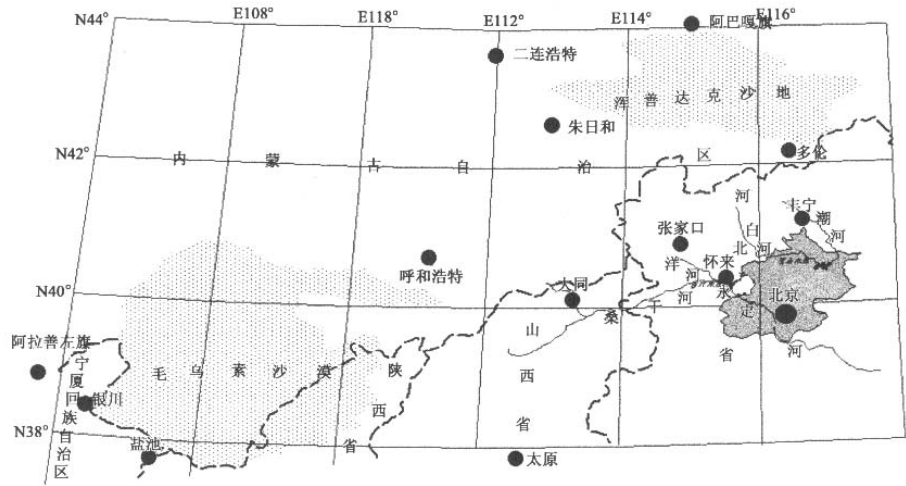 N44°
E108°
E118°
E112°
E114°
E116°
阿巴嘎旗
二连浩特
浑善达克沙地
朱日和
N42°
内蒙古自治区
多伦
丰宁
潮河
河
白河
北
张家口
怀来
洋河
呼和浩特
大同
桑干河
永定河
北京
N40°
山西省
省
阿拉善左旗
宁厦回族自治区
银川
毛乌素沙漠
陕西省
N38°
盐池
太原